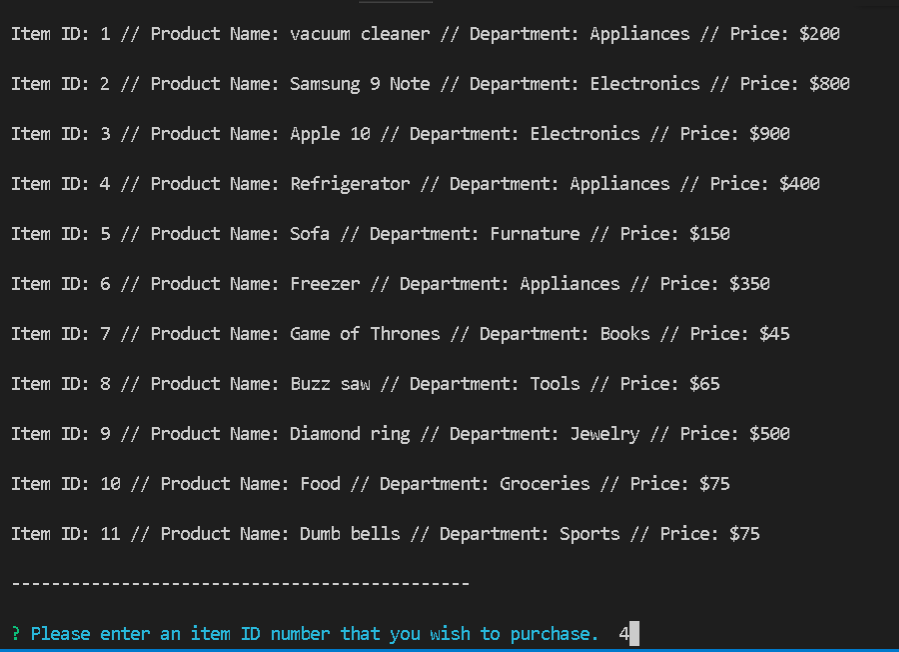 Item ID: 1 // Product Name: vacuum cleaner // Department: Appliances // Price: $200
Item ID: 2 // Product Name: Samsung 9 Note // Department: Electronics // Price: $800
Item ID: 3 // Product Name: Apple 10 // Department: Electronics // Price: $900
Item ID: 4 // Product Name: Refrigerator // Department: Appliances // Price: $400
Item ID: 5 // Product Name: Sofa // Department: Furnature // Price: $150
Item ID: 6 // Product Name: Freezer // Department: Appliances // Price: $350
Item ID: 7 // Product Name: Game of Thrones // Department: Books // Price: $45
Item ID: 8 // Product Name: Buzz saw // Department: Tools // Price: $65
Item ID: 9 // Product Name: Diamond ring // Department: Jewelry // Price: $500
Item ID: 10 // Product Name: Food // Department: Groceries // Price: $75
Item ID: 11 // Product Name: Dumb bells // Department: Sports // Price: $75
----------------------------------------------
? Please enter an item ID number that you wish to purchase. 4